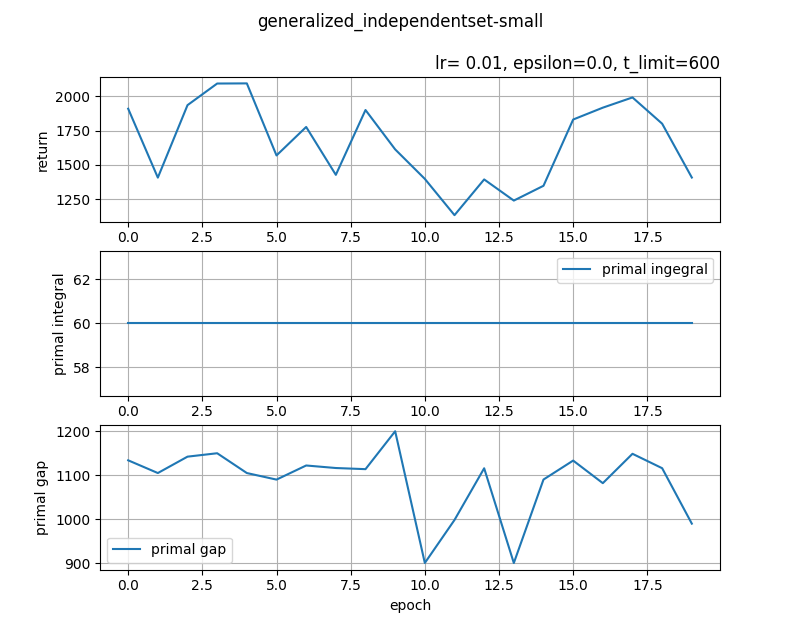 generalized_independentset-small
lr= 0.01, epsilon=0.0, t_limit=600
2000
1750
1500
1250
return
0.0 2.5 5.0 7.5 10.0 12.5 15.0 17.5
62
60
58
primal integral
primal ingegral
0.0 2.5 5.0 7.5 10.0 12.5 15.0 17.5
1200
1100
1000
900
primal gap
primal gap
0.0 2.5 5.0 7.5 10.0 12.5 15.0 17.5
epoch